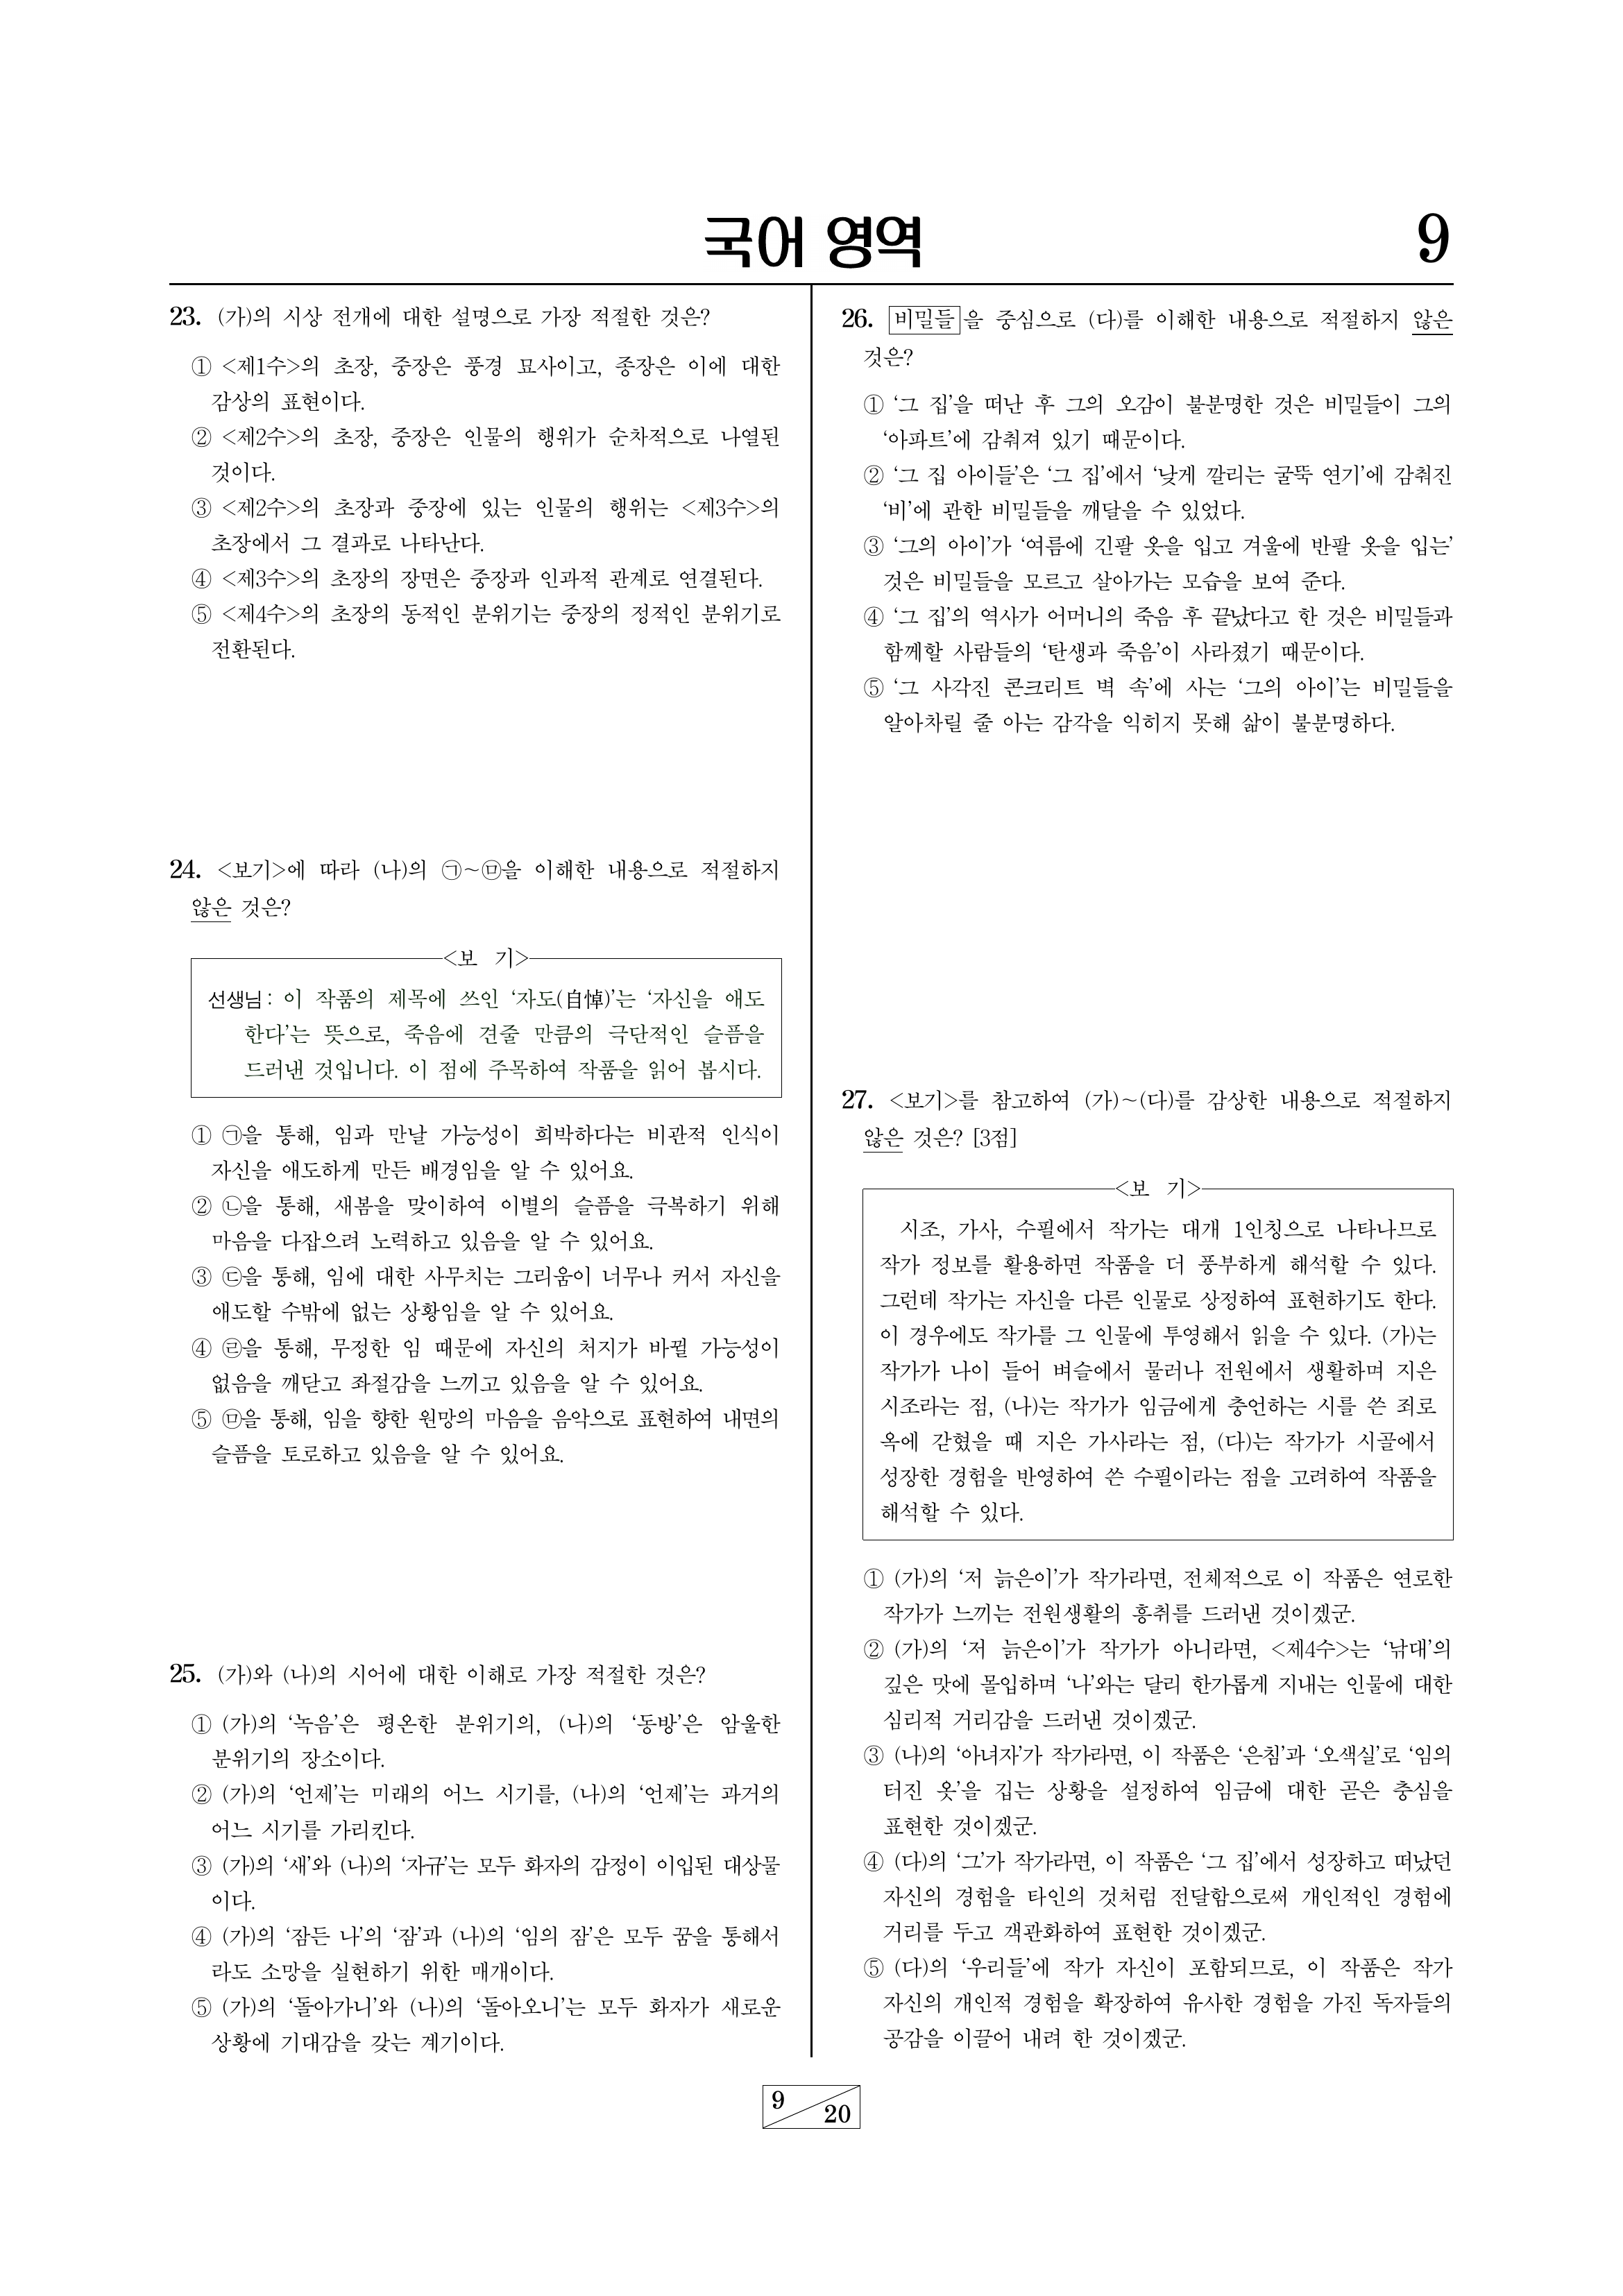 국어 영역
9
23. (가)의 시상 전개에 대한 설명으로 가장 적절한 것은?
① <제1수>의 초장, 중장은 풍경 묘사이고, 종장은 이에 대한
감상의 표현이다.
② <제2수>의 초장, 중장은 인물의 행위가 순차적으로 나열된
것이다.
③ <제2수>의 초장과 중장에 있는 인물의 행위는 <제3수>의
초장에서 그 결과로 나타난다.
④ <제3수>의 초장의 장면은 중장과 인과적 관계로 연결된다.
⑤ <제4수>의 초장의 동적인 분위기는 중장의 정적인 분위기로
전환된다.
24. <보기>에 따라 (나)의 ㉠~㉤을 이해한 내용으로 적절하지
않은 것은?
<보 기>
선생님 : 이 작품의 제목에 쓰인 ‘자도(自悼)’는 ‘자신을 애도
한다’는 뜻으로, 죽음에 견줄 만큼의 극단적인 슬픔을
드러낸 것입니다. 이 점에 주목하여 작품을 읽어 봅시다.
① ㉠을 통해, 임과 만날 가능성이 희박하다는 비관적 인식이
자신을 애도하게 만든 배경임을 알 수 있어요.
② ㉡을 통해, 새봄을 맞이하여 이별의 슬픔을 극복하기 위해
마음을 다잡으려 노력하고 있음을 알 수 있어요.
③ ㉢을 통해, 임에 대한 사무치는 그리움이 너무나 커서 자신을
애도할 수밖에 없는 상황임을 알 수 있어요.
④ ㉣을 통해, 무정한 임 때문에 자신의 처지가 바뀔 가능성이
없음을 깨닫고 좌절감을 느끼고 있음을 알 수 있어요.
⑤ ㉤을 통해, 임을 향한 원망의 마음을 음악으로 표현하여 내면의
슬픔을 토로하고 있음을 알 수 있어요.
25. (가)와 (나)의 시어에 대한 이해로 가장 적절한 것은?
① (가)의 ‘녹음’은 평온한 분위기의, (나)의 ‘동방’은 암울한
분위기의 장소이다.
② (가)의 ‘언제’는 미래의 어느 시기를, (나)의 ‘언제’는 과거의
어느 시기를 가리킨다.
③ (가)의 ‘새’와 (나)의 ‘자규’는 모두 화자의 감정이 이입된 대상물
이다.
④ (가)의 ‘잠든 나’의 ‘잠’과 (나)의 ‘임의 잠’은 모두 꿈을 통해서
라도 소망을 실현하기 위한 매개이다.
⑤ (가)의 ‘돌아가니’와 (나)의 ‘돌아오니’는 모두 화자가 새로운
상황에 기대감을 갖는 계기이다.
26. 비밀들을 중심으로 (다)를 이해한 내용으로 적절하지 않은
것은?
① ‘그 집’을 떠난 후 그의 오감이 불분명한 것은 비밀들이 그의
‘아파트’에 감춰져 있기 때문이다.
② ‘그 집 아이들’은 ‘그 집’에서 ‘낮게 깔리는 굴뚝 연기’에 감춰진
‘비’에 관한 비밀들을 깨달을 수 있었다.
③ ‘그의 아이’가 ‘여름에 긴팔 옷을 입고 겨울에 반팔 옷을 입는’
것은 비밀들을 모르고 살아가는 모습을 보여 준다.
④ ‘그 집’의 역사가 어머니의 죽음 후 끝났다고 한 것은 비밀들과
함께할 사람들의 ‘탄생과 죽음’이 사라졌기 때문이다.
⑤ ‘그 사각진 콘크리트 벽 속’에 사는 ‘그의 아이’는 비밀들을
알아차릴 줄 아는 감각을 익히지 못해 삶이 불분명하다.
27. <보기>를 참고하여 (가)~(다)를 감상한 내용으로 적절하지
않은 것은? [3점]
<보 기>
시조, 가사, 수필에서 작가는 대개 1인칭으로 나타나므로
작가 정보를 활용하면 작품을 더 풍부하게 해석할 수 있다.
그런데 작가는 자신을 다른 인물로 상정하여 표현하기도 한다.
이 경우에도 작가를 그 인물에 투영해서 읽을 수 있다. (가)는
작가가 나이 들어 벼슬에서 물러나 전원에서 생활하며 지은
시조라는 점, (나)는 작가가 임금에게 충언하는 시를 쓴 죄로
옥에 갇혔을 때 지은 가사라는 점, (다)는 작가가 시골에서
성장한 경험을 반영하여 쓴 수필이라는 점을 고려하여 작품을
해석할 수 있다.
① (가)의 ‘저 늙은이’가 작가라면, 전체적으로 이 작품은 연로한
작가가 느끼는 전원생활의 흥취를 드러낸 것이겠군.
② (가)의 ‘저 늙은이’가 작가가 아니라면, <제4수>는 ‘낚대’의
깊은 맛에 몰입하며 ‘나’와는 달리 한가롭게 지내는 인물에 대한
심리적 거리감을 드러낸 것이겠군.
③ (나)의 ‘아녀자’가 작가라면, 이 작품은 ‘은침’과 ‘오색실’로 ‘임의
터진 옷’을 깁는 상황을 설정하여 임금에 대한 곧은 충심을
표현한 것이겠군.
④ (다)의 ‘그’가 작가라면, 이 작품은 ‘그 집’에서 성장하고 떠났던
자신의 경험을 타인의 것처럼 전달함으로써 개인적인 경험에
거리를 두고 객관화하여 표현한 것이겠군.
⑤ (다)의 ‘우리들’에 작가 자신이 포함되므로, 이 작품은 작가
자신의 개인적 경험을 확장하여 유사한 경험을 가진 독자들의
공감을 이끌어 내려 한 것이겠군.
9
20